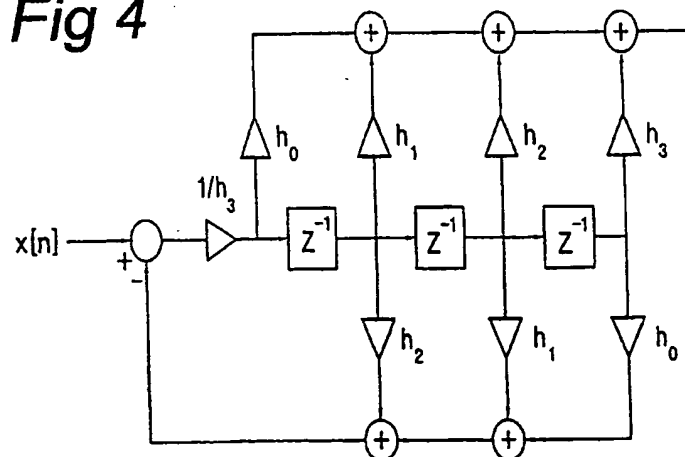 Fig 4
+ + +
h₀ h₁ h₂ h₃
1/h₃
x[n] Z⁻¹ Z⁻¹ Z⁻¹
+
-
h₂ h₁ h₀
+ +